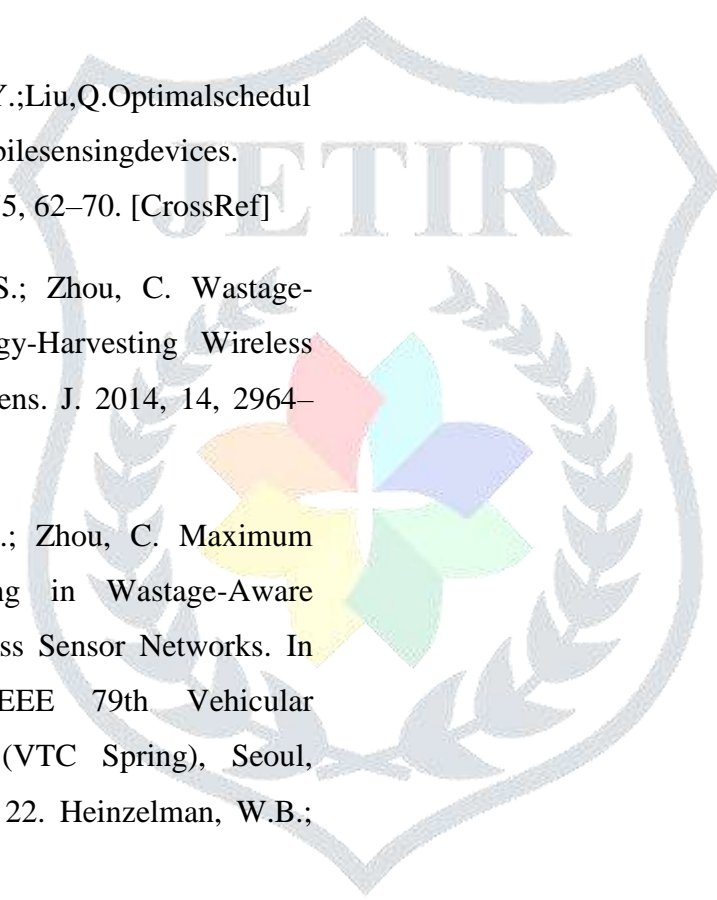 Y.;Liu,Q.Optimalschedul
bilesensingdevices.
5, 62–70. [CrossRef]
S.; Zhou, C. Wastage-
gy-Harvesting Wireless
ens. J. 2014, 14, 2964–
.; Zhou, C. Maximum
ng in Wastage-Aware
ss Sensor Networks. In
EEE 79th Vehicular
(VTC Spring), Seoul,
22. Heinzelman, W.B.;
JETIR